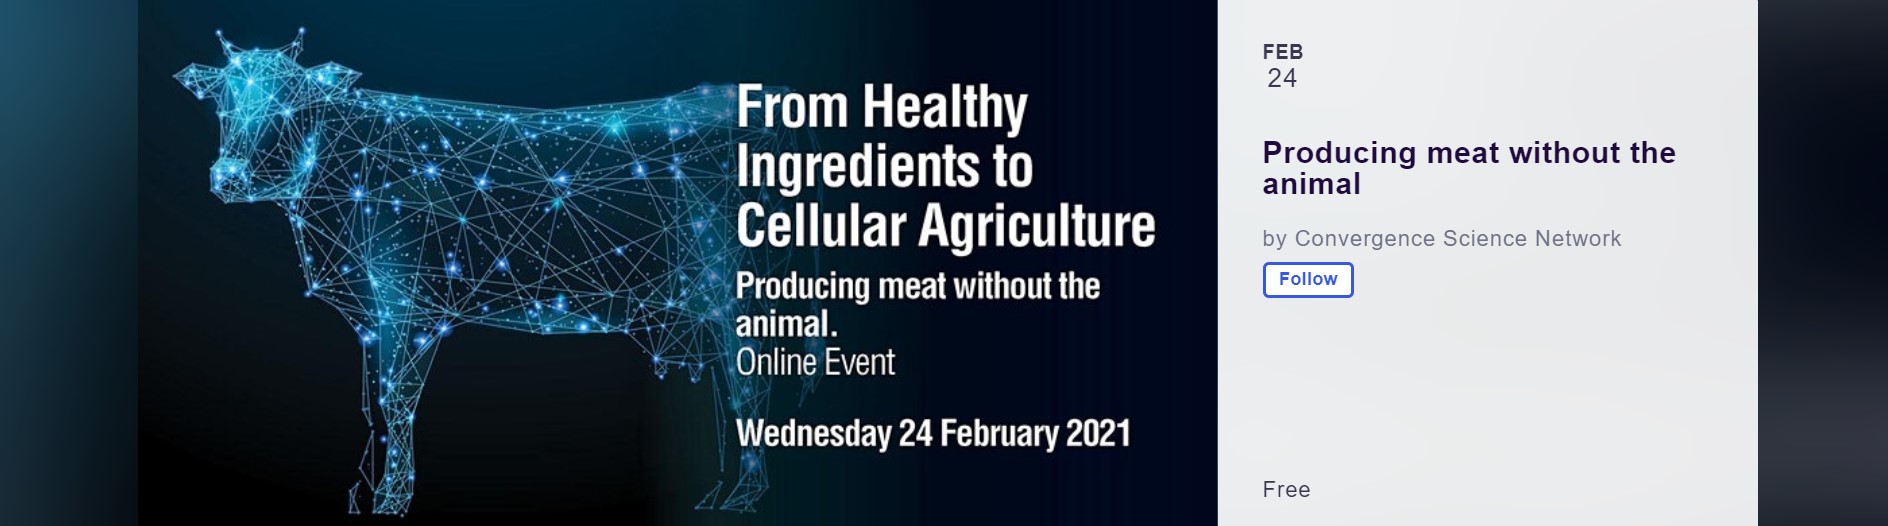 From Healthy
Ingredients to
Cellular Agriculture
Producing meat without the
animal.
Online Event
Wednesday 24 February 2021
FEB
24
Producing meat without the
animal
by Convergence Science Network
Follow
Free